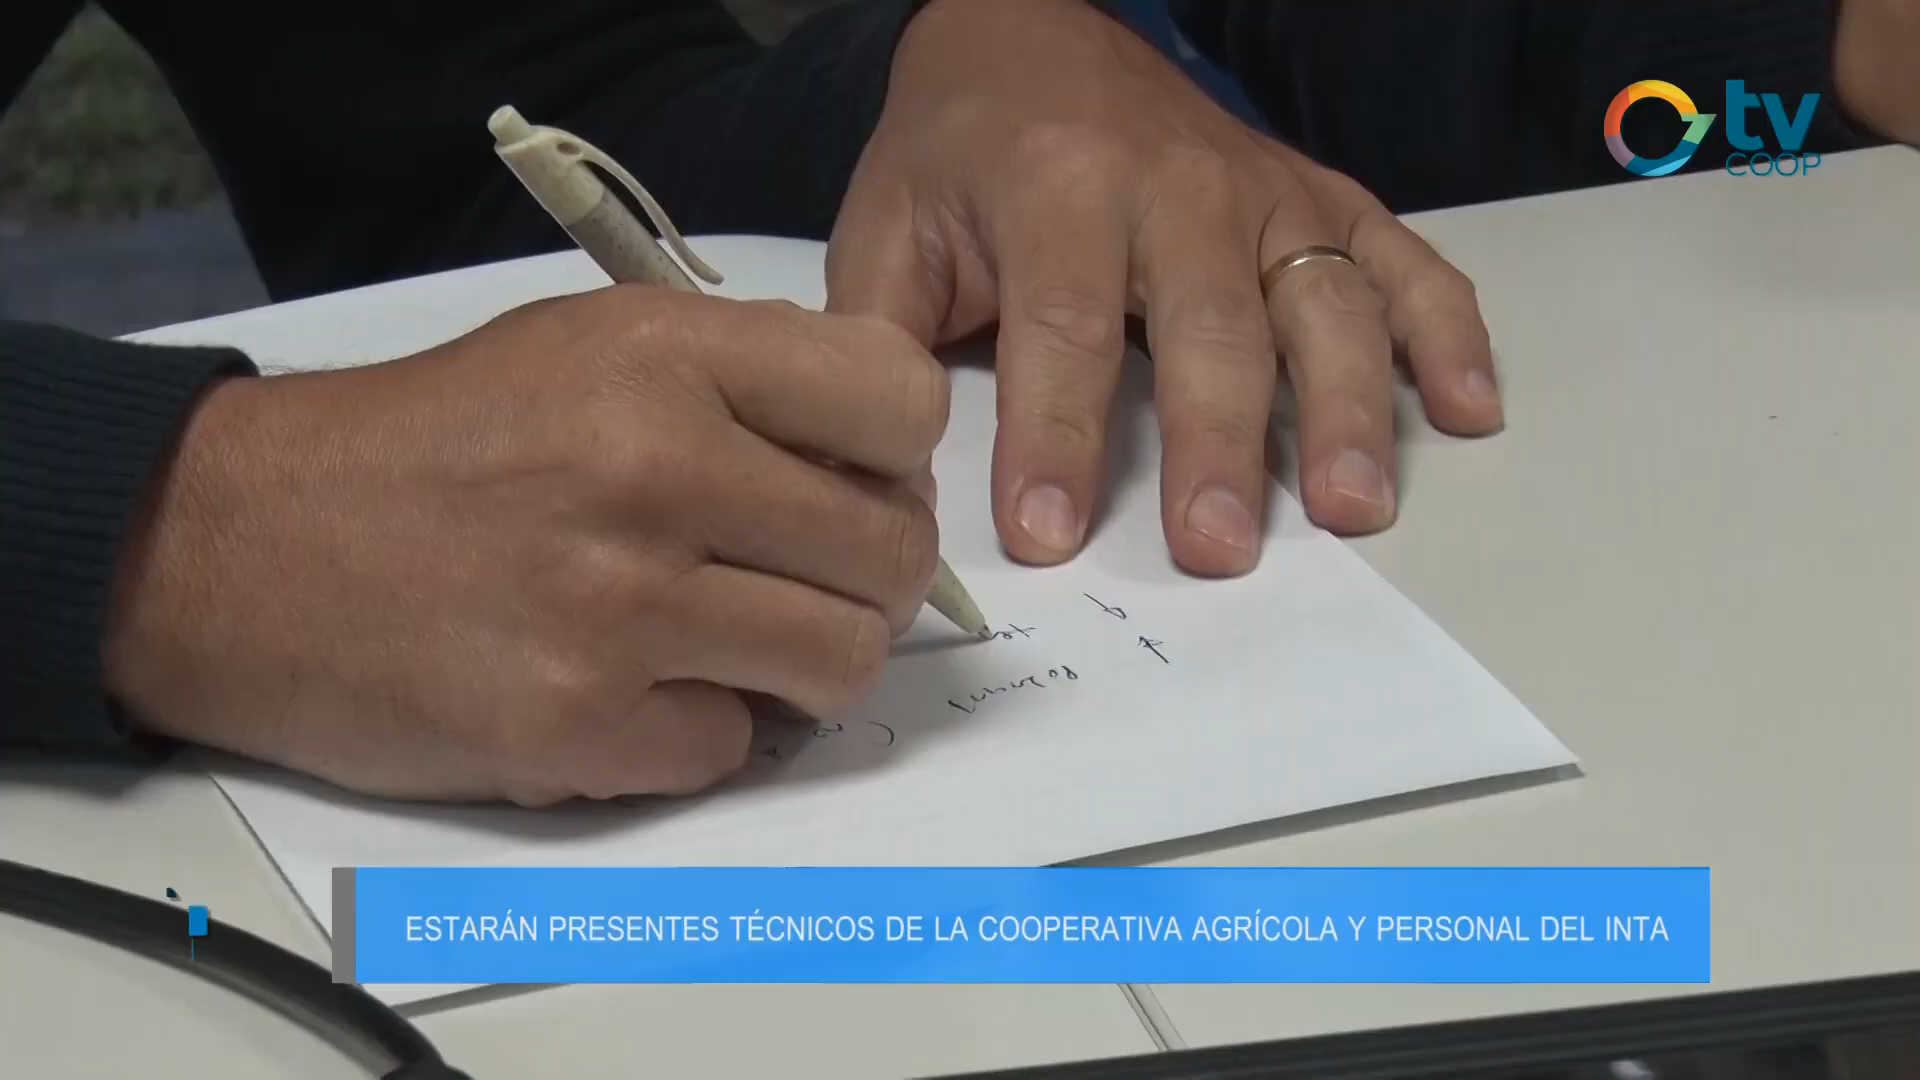 tv
COOP
ESTARÁN PRESENTES TÉCNICOS DE LA COOPERATIVA AGRÍCOLA Y PERSONAL DEL INTA